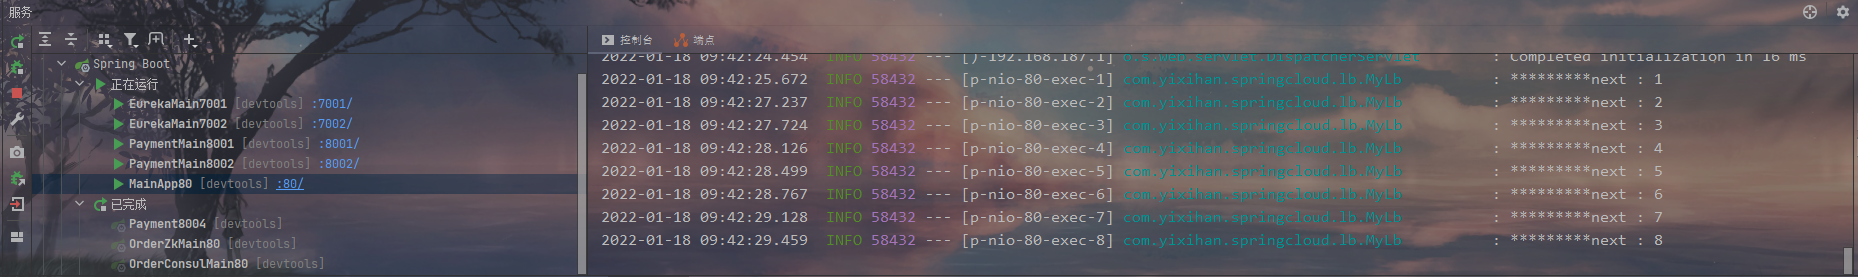 服务
Spring Boot
正在运行
EurekaMain7001 [devtools] :7001/
EurekaMain7002 [devtools] :7002/
PaymentMain8001 [devtools] :8001/
PaymentMain8002 [devtools] :8002/
MainApp80 [devtools] :80/
已完成
Payment8004 [devtools]
OrderZkMain80 [devtools]
OrderConsulMain80 [devtools]
控制台 端点
2022-01-18 09:42:24.454 INFO 58432 --- [)-192.168.187.1] o.s.web.servlet.DispatcherServlet : Completed initialization in 16 ms
2022-01-18 09:42:25.672 INFO 58432 --- [p-nio-80-exec-1] com.yixihan.springcloud.lb.MyLb : *********next : 1
2022-01-18 09:42:27.237 INFO 58432 --- [p-nio-80-exec-2] com.yixihan.springcloud.lb.MyLb : *********next : 2
2022-01-18 09:42:27.724 INFO 58432 --- [p-nio-80-exec-3] com.yixihan.springcloud.lb.MyLb : *********next : 3
2022-01-18 09:42:28.126 INFO 58432 --- [p-nio-80-exec-4] com.yixihan.springcloud.lb.MyLb : *********next : 4
2022-01-18 09:42:28.499 INFO 58432 --- [p-nio-80-exec-5] com.yixihan.springcloud.lb.MyLb : *********next : 5
2022-01-18 09:42:28.767 INFO 58432 --- [p-nio-80-exec-6] com.yixihan.springcloud.lb.MyLb : *********next : 6
2022-01-18 09:42:29.128 INFO 58432 --- [p-nio-80-exec-7] com.yixihan.springcloud.lb.MyLb : *********next : 7
2022-01-18 09:42:29.459 INFO 58432 --- [p-nio-80-exec-8] com.yixihan.springcloud.lb.MyLb : *********next : 8